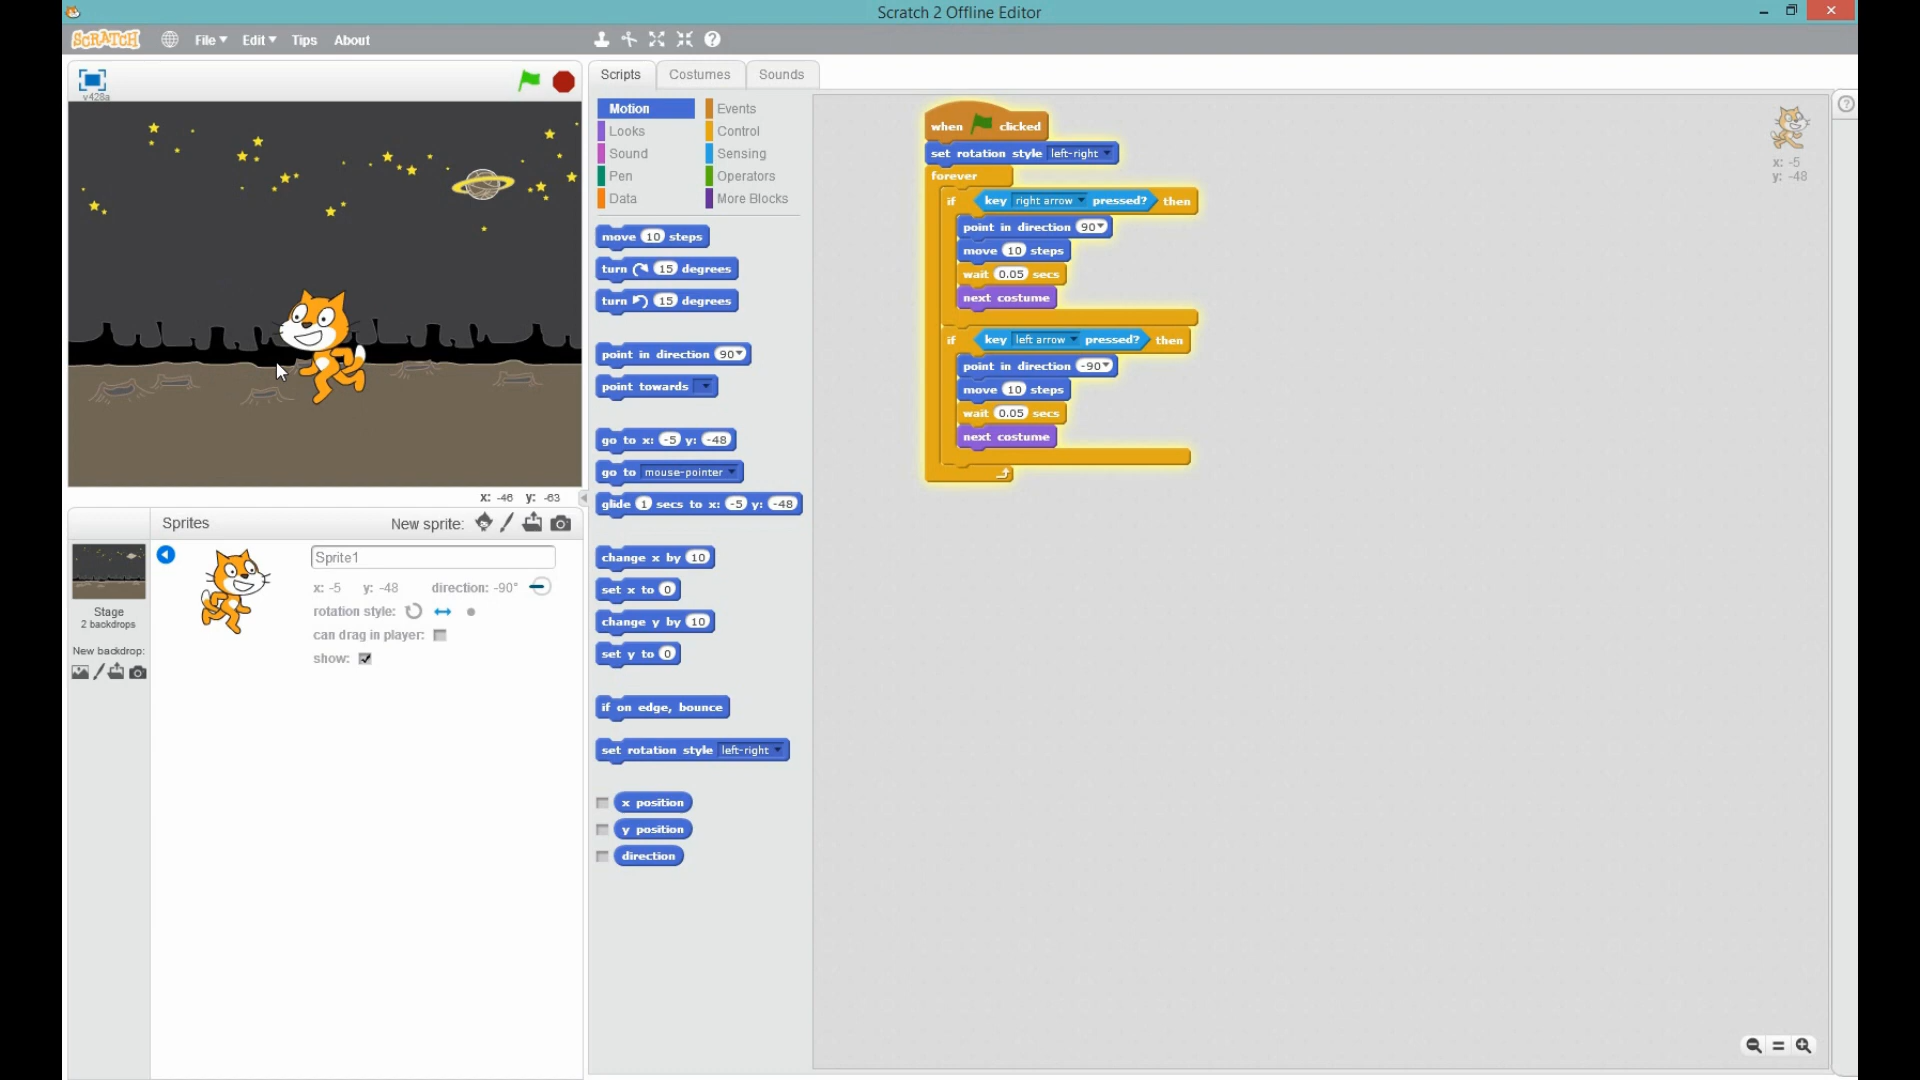 Scratch 2 Offline Editor
SCRATCH File Edit Tips About
v428a
Scripts Costumes Sounds
Motion Events
Looks Control
Sound Sensing
Pen Operators
Data More Blocks
move 10 steps
turn 15 degrees
turn 15 degrees
point in direction 90
point towards
go to x: -5 y: -48
go to mouse-pointer
glide 1 secs to x: -5 y: -48
change x by 10
set x to 0
change y by 10
set y to 0
if on edge, bounce
set rotation style left-right
x position
y position
direction
when clicked
set rotation style left-right
forever
if key right arrow pressed? then
point in direction 90
move 10 steps
wait 0.05 secs
next costume
if key left arrow pressed? then
point in direction -90
move 10 steps
wait 0.05 secs
next costume
x: -5
y: -48
x: -46 y: -63
Sprites New sprite:
Sprite1
x: -5 y: -48 direction: -90°
rotation style:
can drag in player:
show:
Stage
2 backdrops
New backdrop: